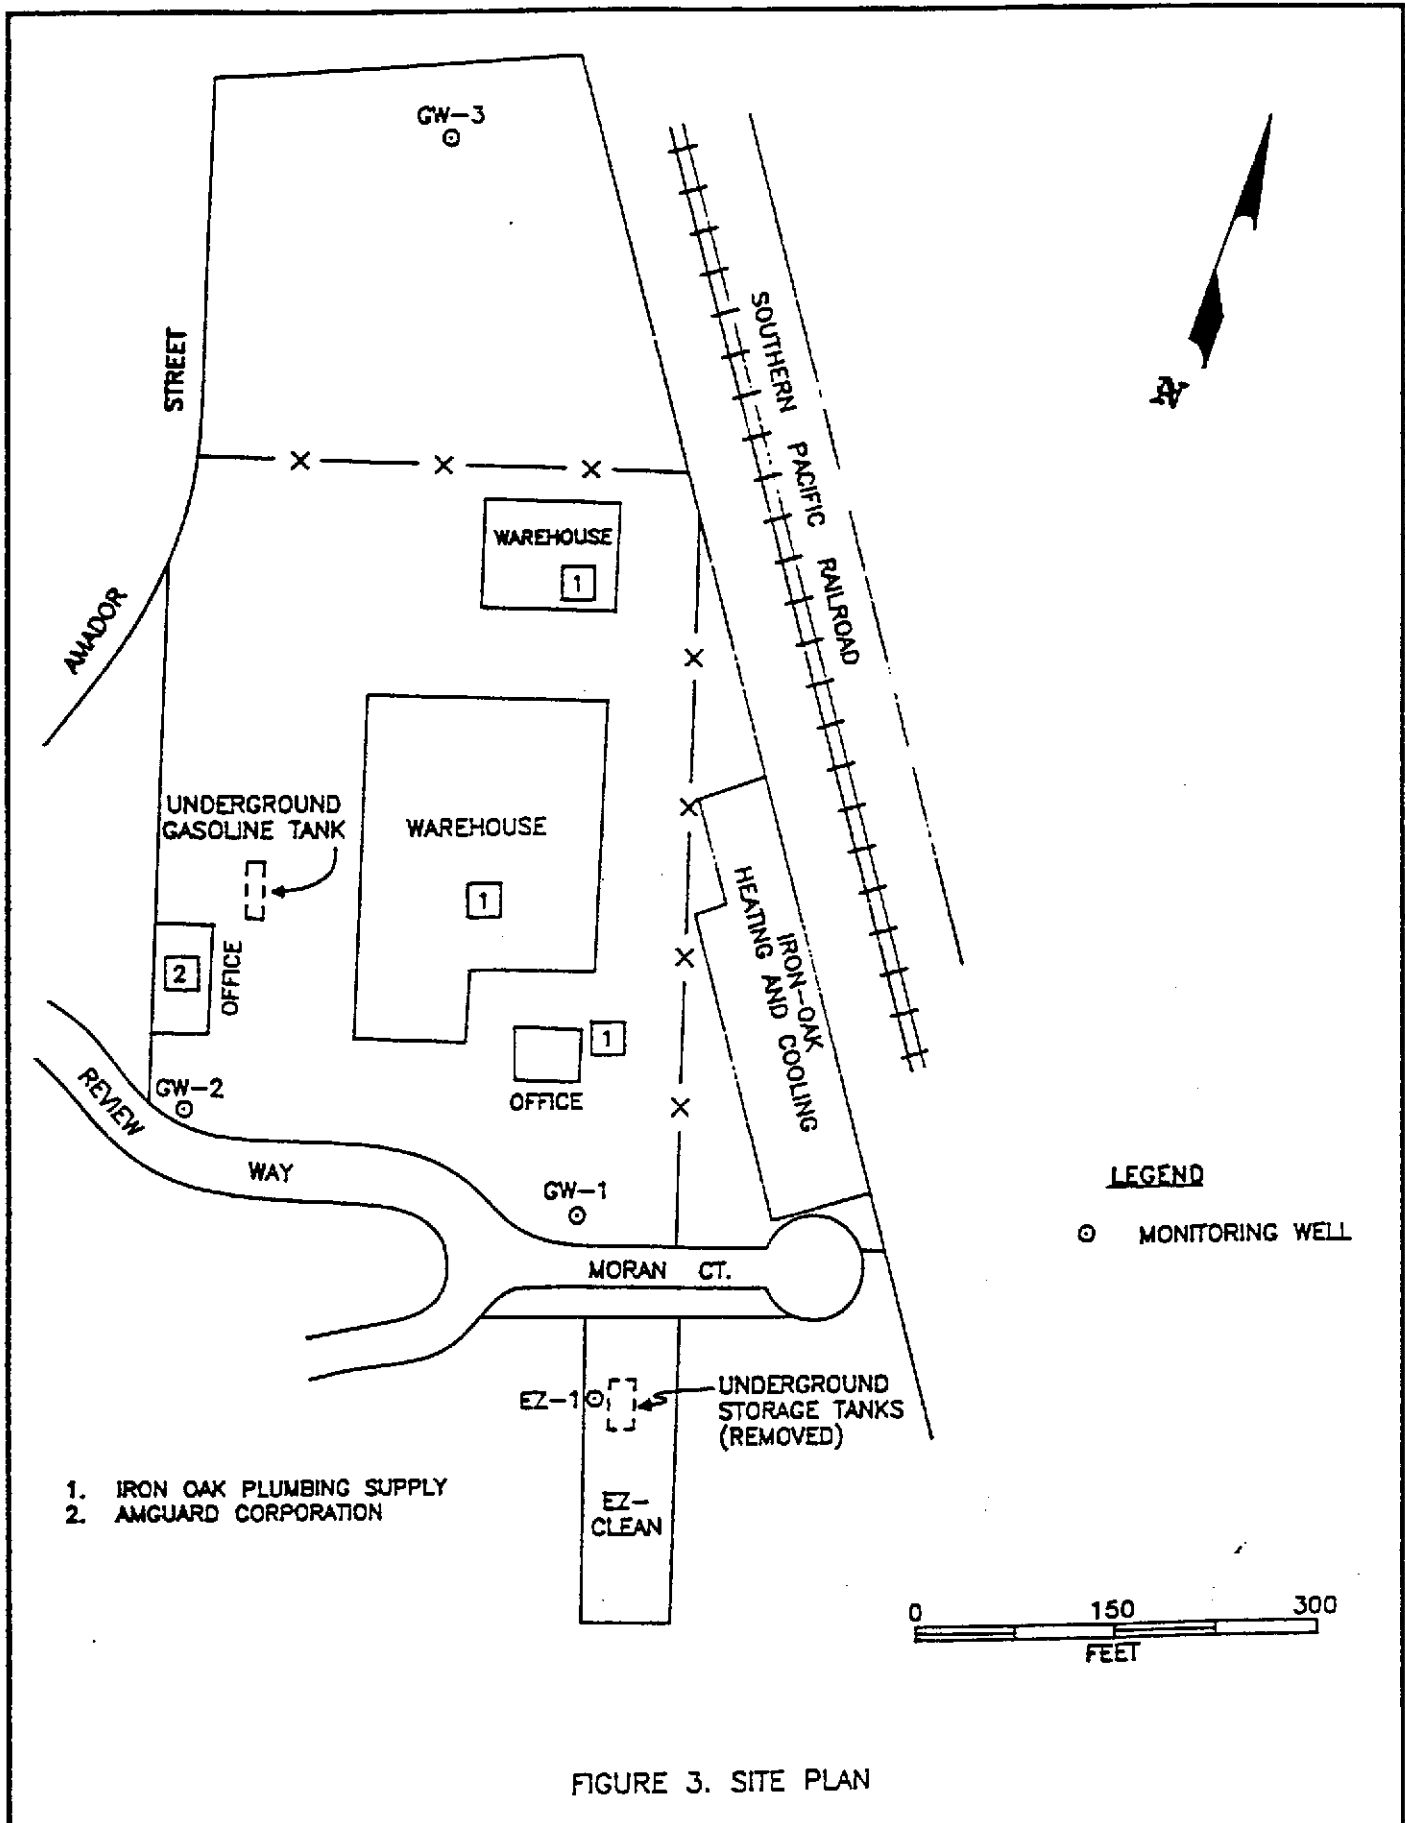 GW-3
STREET
SOUTHERN PACIFIC RAILROAD
N
WAREHOUSE
1
AMADOR
UNDERGROUND
GASOLINE TANK
WAREHOUSE
1
2
OFFICE
IRON-OAK
HEATING AND COOLING
1
OFFICE
REVIEW
GW-2
WAY
GW-1
LEGEND
MONITORING WELL
MORAN CT.
EZ-1
UNDERGROUND
STORAGE TANKS
(REMOVED)
1. IRON OAK PLUMBING SUPPLY
2. AMGUARD CORPORATION
EZ-
CLEAN
0 150 300
FEET
FIGURE 3. SITE PLAN